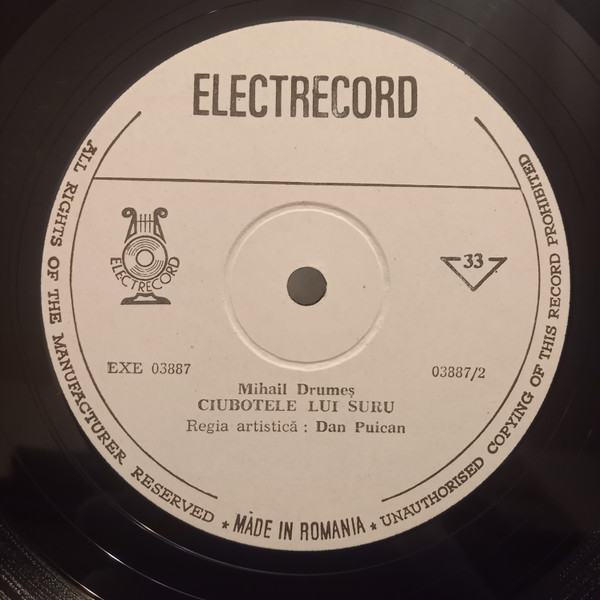 ELECTRECORD
ELECTRECORD
33
EXE 03887
03887/2
Mihail Drumeș
CIUBOTELE LUI SURU
Regia artistică : Dan Puican
ALL RIGHTS OF THE MANUFACTURER RESERVED ★ MADE IN ROMANIA ★ UNAUTHORISED COPYING OF THIS RECORD PROHIBITED